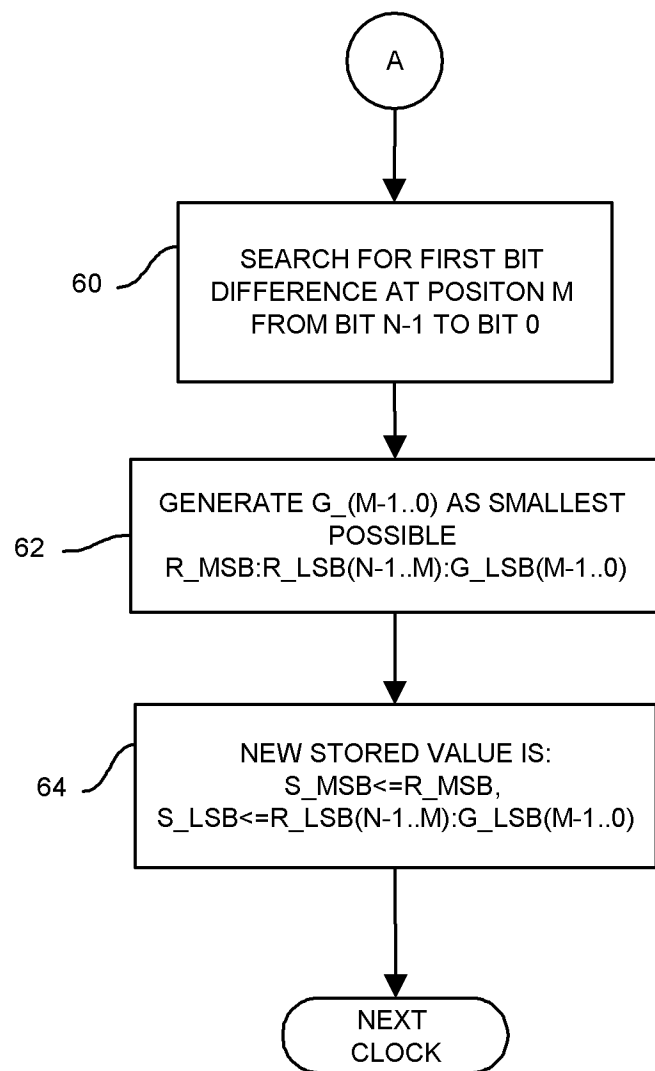 A
60
SEARCH FOR FIRST BIT
DIFFERENCE AT POSITON M
FROM BIT N-1 TO BIT 0
62
GENERATE G_(M-1..0) AS SMALLEST
POSSIBLE
R_MSB:R_LSB(N-1..M):G_LSB(M-1..0)
64
NEW STORED VALUE IS:
S_MSB<=R_MSB,
S_LSB<=R_LSB(N-1..M):G_LSB(M-1..0)
NEXT
CLOCK